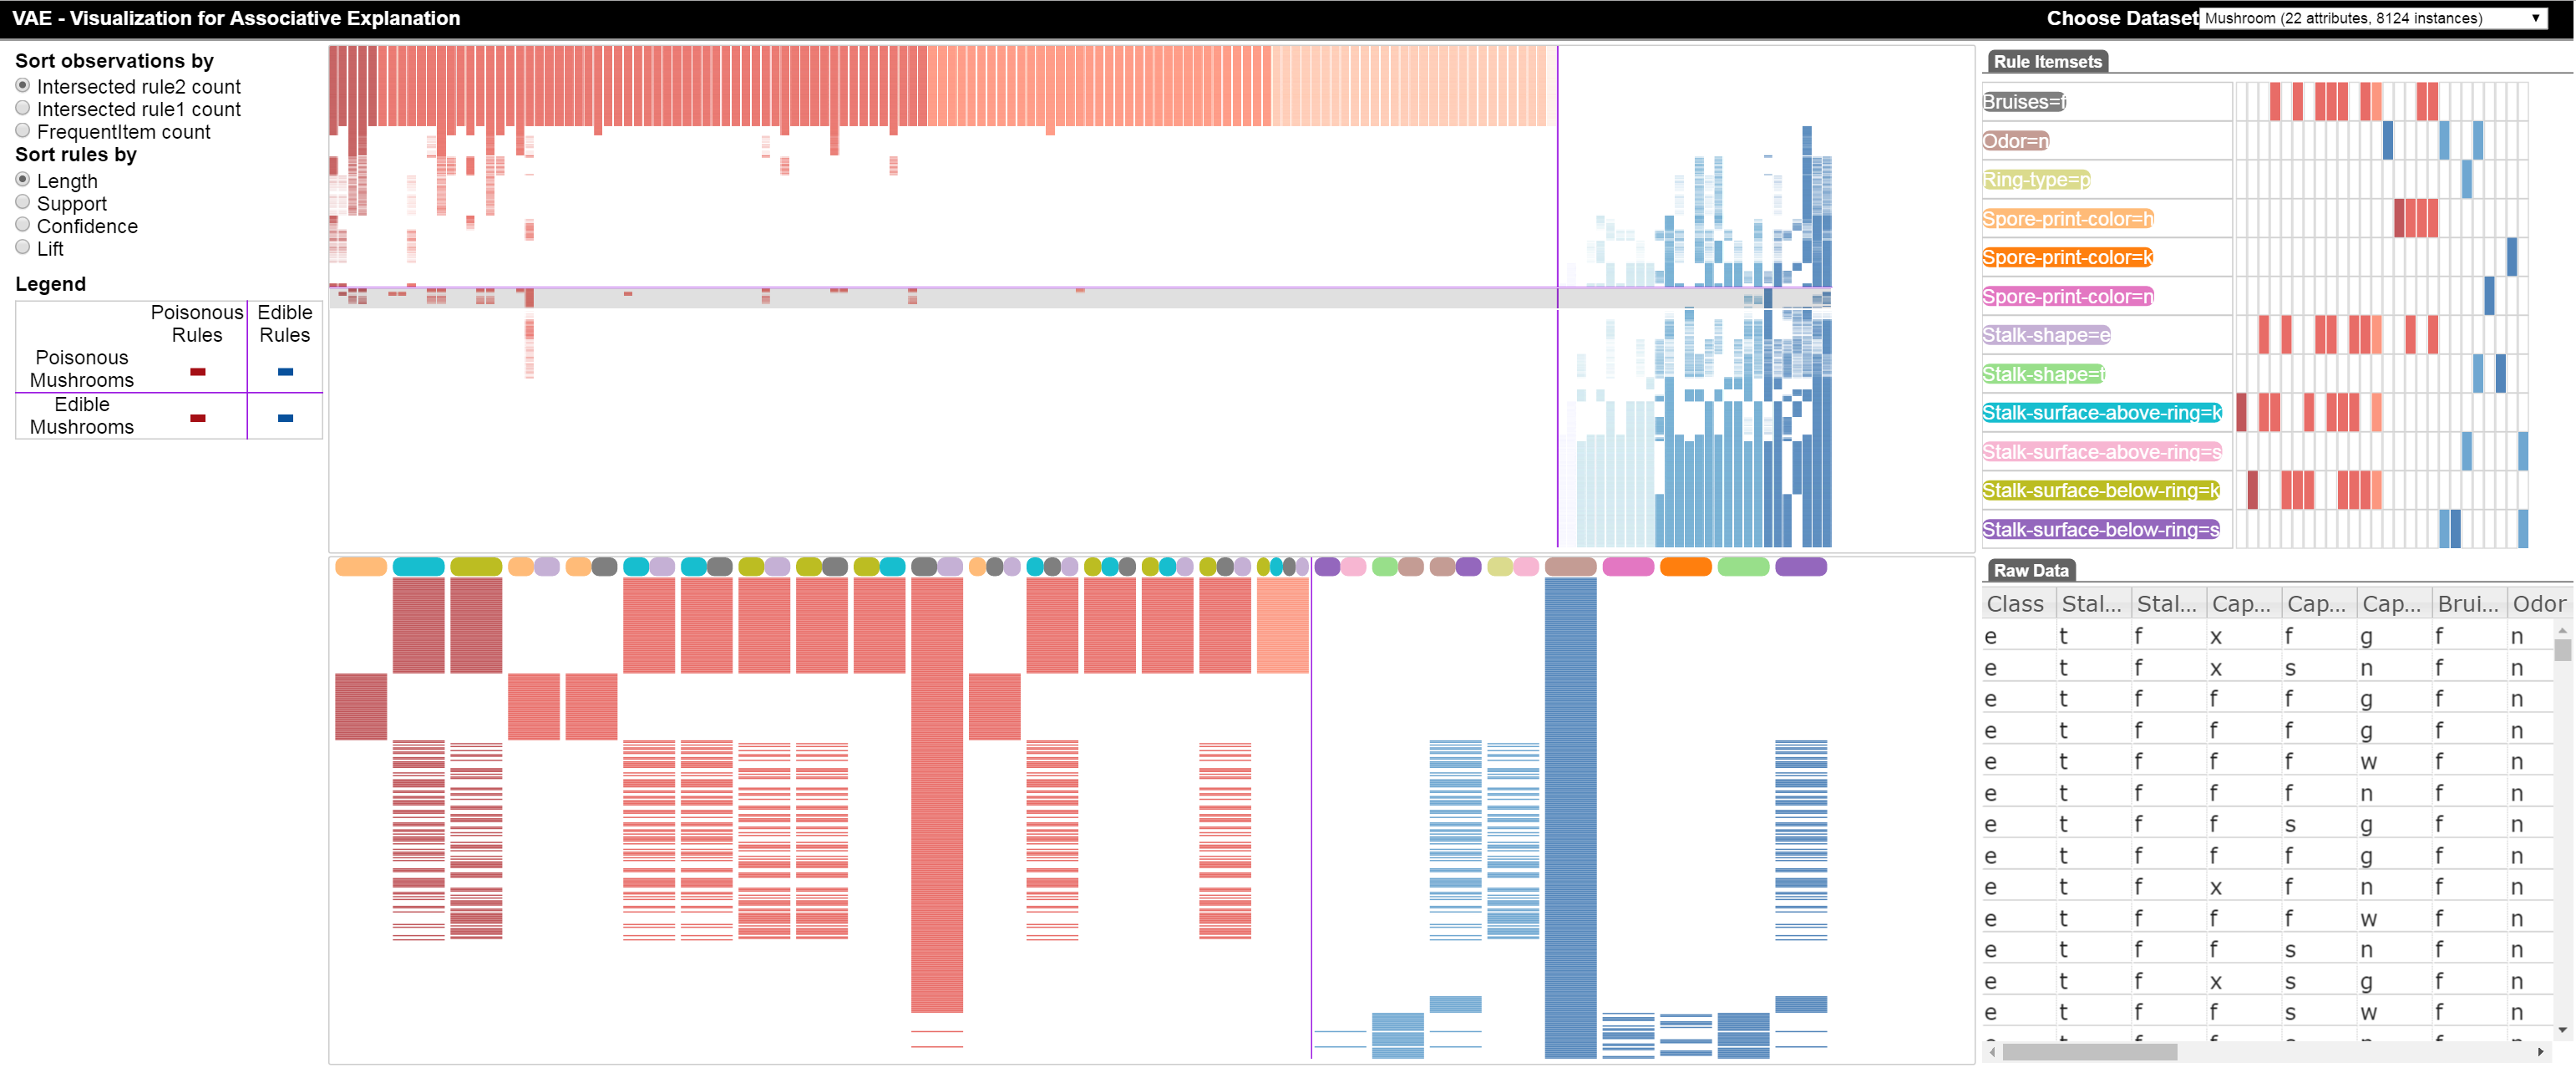 VAE - Visualization for Associative Explanation
Choose Dataset Mushroom (22 attributes, 8124 instances)
Sort observations by
Intersected rule2 count
Intersected rule1 count
FrequentItem count
Sort rules by
Length
Support
Confidence
Lift
Legend
Poisonous Rules
Edible Rules
Poisonous Mushrooms
Edible Mushrooms
Rule Itemsets
Bruises=f
Odor=n
Ring-type=p
Spore-print-color=h
Spore-print-color=k
Spore-print-color=n
Stalk-shape=e
Stalk-shape=t
Stalk-surface-above-ring=k
Stalk-surface-above-ring=s
Stalk-surface-below-ring=k
Stalk-surface-below-ring=s
Raw Data
Class Stal... Stal... Cap... Cap... Cap... Brui... Odor
e t f x f g f n
e t f x s n f n
e t f f f g f n
e t f f f g f n
e t f f f w f n
e t f f f n f n
e t f f s g f n
e t f f f g f n
e t f x f n f n
e t f f f w f n
e t f f s n f n
e t f x s g f n
e t f f s w f n